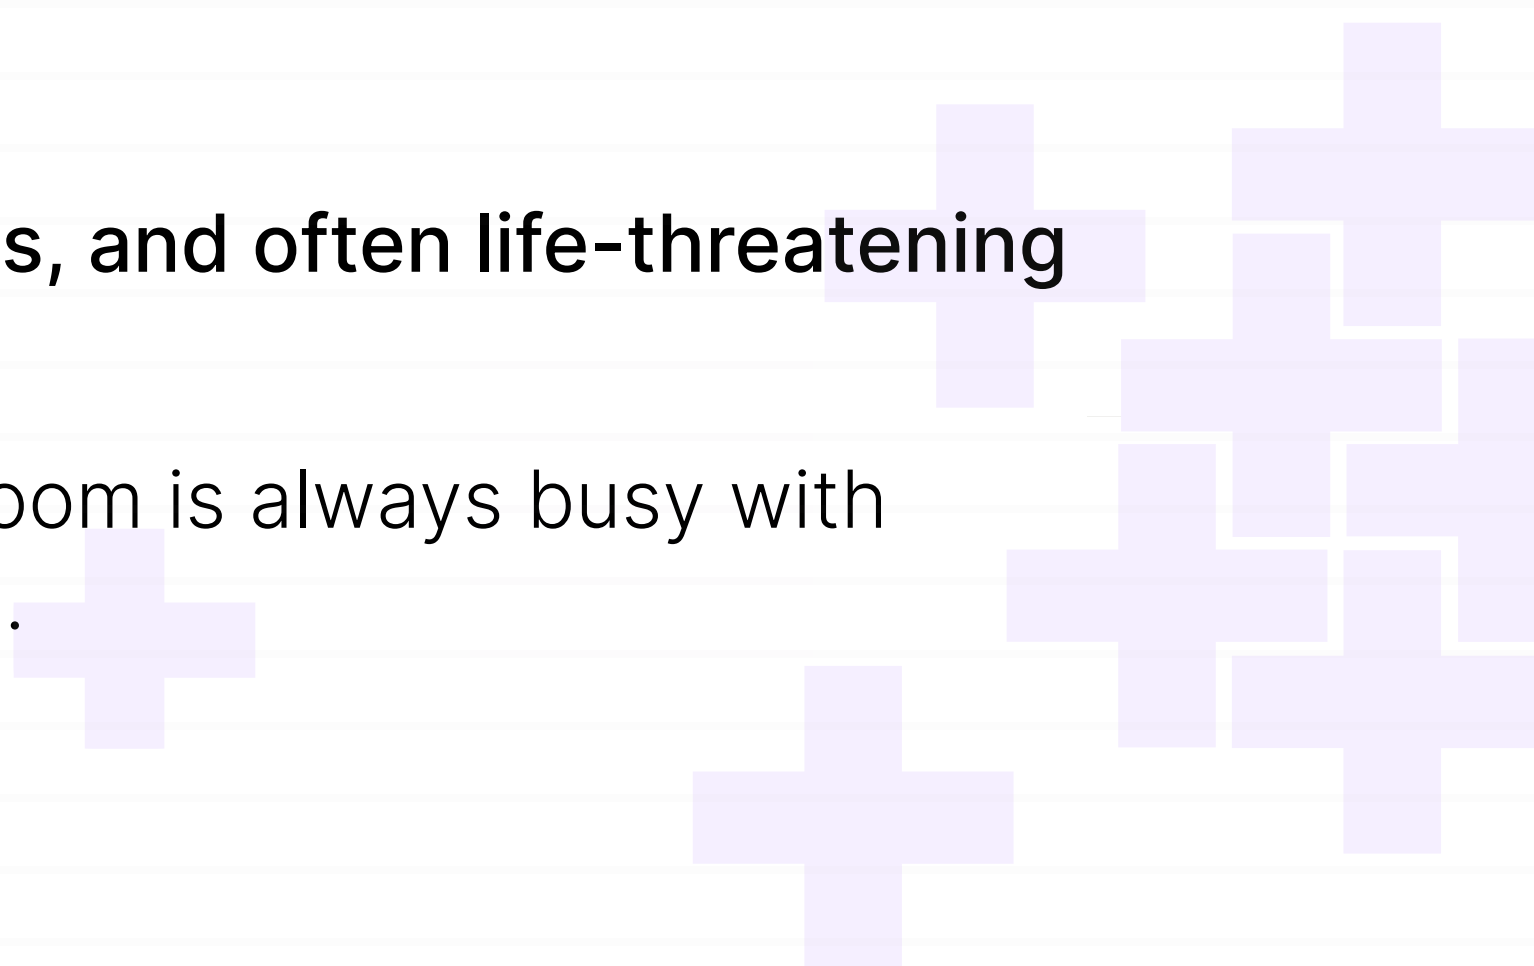 s, and often life-threatening
oom is always busy with
.